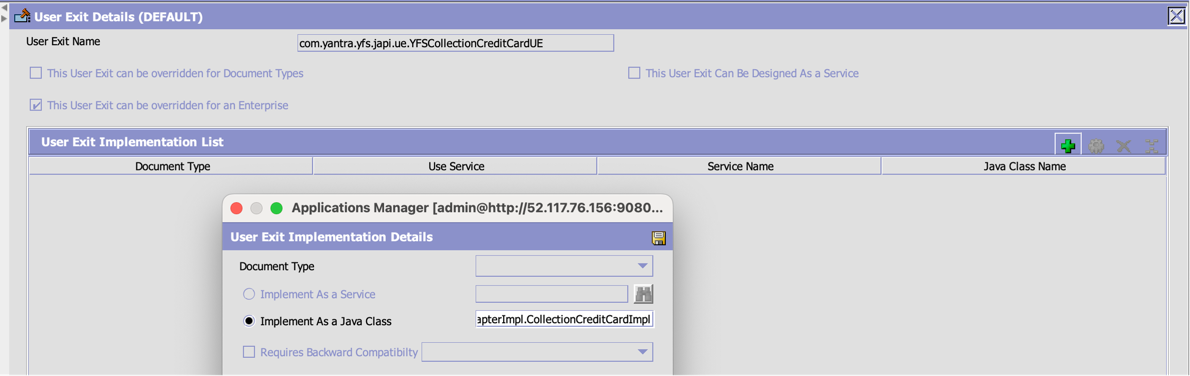 User Exit Details (DEFAULT)
User Exit Name
com.yantra.yfs.japi.ue.YFSCollectionCreditCardUE
This User Exit can be overridden for Document Types
This User Exit Can Be Designed As a Service
This User Exit can be overridden for an Enterprise
User Exit Implementation List
Document Type
Use Service
Service Name
Java Class Name
Applications Manager [admin@http://52.117.76.156:9080...
User Exit Implementation Details
Document Type
Implement As a Service
Implement As a Java Class
apterImpl.CollectionCreditCardImpl
Requires Backward Compatibilty